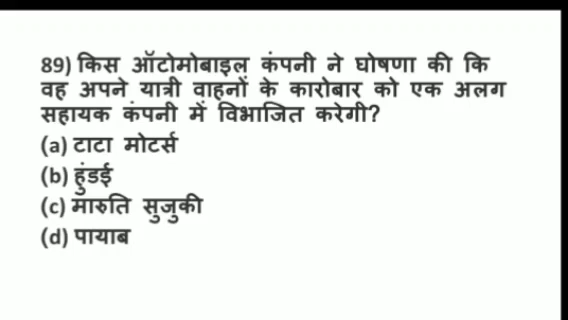 89) किस ऑटोमोबाइल कंपनी ने घोषणा की कि
वह अपने यात्री वाहनों के कारोबार को एक अलग
सहायक कंपनी में विभाजित करेगी?
(a) टाटा मोटर्स
(b) हुंडई
(c) मारुति सुजुकी
(d) पायाब